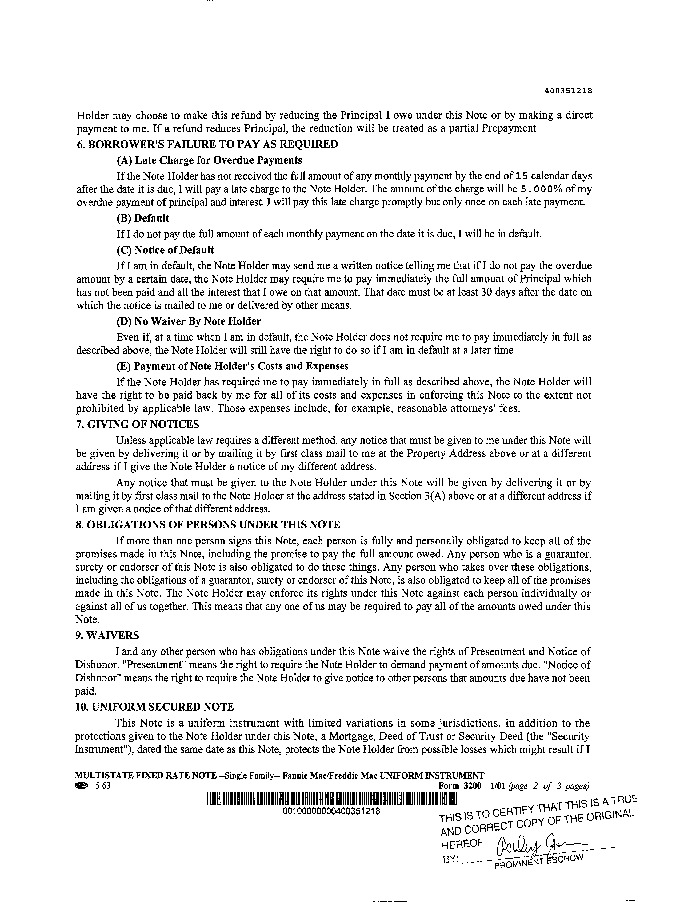 400351218
Holder may choose to make this refund by reducing the Principal I owe under this Note or by making a direct
payment to me. If a refund reduces Principal, the reduction will be treated as a partial Prepayment
6. BORROWER'S FAILURE TO PAY AS REQUIRED
(A) Late Charge for Overdue Payments
If the Note Holder has not received the full amount of any monthly payment by the end of 15 calendar days
after the date it is due, I will pay a late charge to the Note Holder. The amount of the charge will be 5.000% of my
overdue payment of principal and interest. I will pay this late charge promptly but only once on each late payment.
(B) Default
If I do not pay the full amount of each monthly payment on the date it is due, I will be in default.
(C) Notice of Default
If I am in default, the Note Holder may send me a written notice telling me that if I do not pay the overdue
amount by a certain date, the Note Holder may require me to pay immediately the full amount of Principal which
has not been paid and all the interest that I owe on that amount. That date must be at least 30 days after the date on
which the notice is mailed to me or delivered by other means.
(D) No Waiver By Note Holder
Even if, at a time when I am in default, the Note Holder does not require me to pay immediately in full as
described above, the Note Holder will still have the right to do so if I am in default at a later time
(E) Payment of Note Holder's Costs and Expenses
If the Note Holder has required me to pay immediately in full as described above, the Note Holder will
have the right to be paid back by me for all of its costs and expenses in enforcing this Note to the extent not
prohibited by applicable law. Those expenses include, for example, reasonable attorneys' fees.
7. GIVING OF NOTICES
Unless applicable law requires a different method, any notice that must be given to me under this Note will
be given by delivering it or by mailing it by first class mail to me at the Property Address above or at a different
address if I give the Note Holder a notice of my different address.
Any notice that must be given to the Note Holder under this Note will be given by delivering it or by
mailing it by first class mail to the Note Holder at the address stated in Section 3(A) above or at a different address if
I am given a notice of that different address.
8. OBLIGATIONS OF PERSONS UNDER THIS NOTE
If more than one person signs this Note, each person is fully and personally obligated to keep all of the
promises made in this Note, including the promise to pay the full amount owed. Any person who is a guarantor,
surety or endorser of this Note is also obligated to do these things. Any person who takes over these obligations,
including the obligations of a guarantor, surety or endorser of this Note, is also obligated to keep all of the promises
made in this Note. The Note Holder may enforce its rights under this Note against each person individually or
against all of us together. This means that any one of us may be required to pay all of the amounts owed under this
Note.
9. WAIVERS
I and any other person who has obligations under this Note waive the rights of Presentment and Notice of
Dishonor. "Presentment" means the right to require the Note Holder to demand payment of amounts due. "Notice of
Dishonor" means the right to require the Note Holder to give notice to other persons that amounts due have not been
paid.
10. UNIFORM SECURED NOTE
This Note is a uniform instrument with limited variations in some jurisdictions. In addition to the
protections given to the Note Holder under this Note, a Mortgage, Deed of Trust or Security Deed (the "Security
Instrument"), dated the same date as this Note, protects the Note Holder from possible losses which might result if I
MULTISTATE FIXED RATE NOTE--Single Family-- Fannie Mae/Freddie Mac UNIFORM INSTRUMENT
5.63 Form 3200 1/01 (page 2 of 3 pages)
001000000000400351218
THIS IS TO CERTIFY THAT THIS IS A TRUE
AND CORRECT COPY OF THE ORIGINAL
HEREOF
BY:
PROMINENT ESCROW